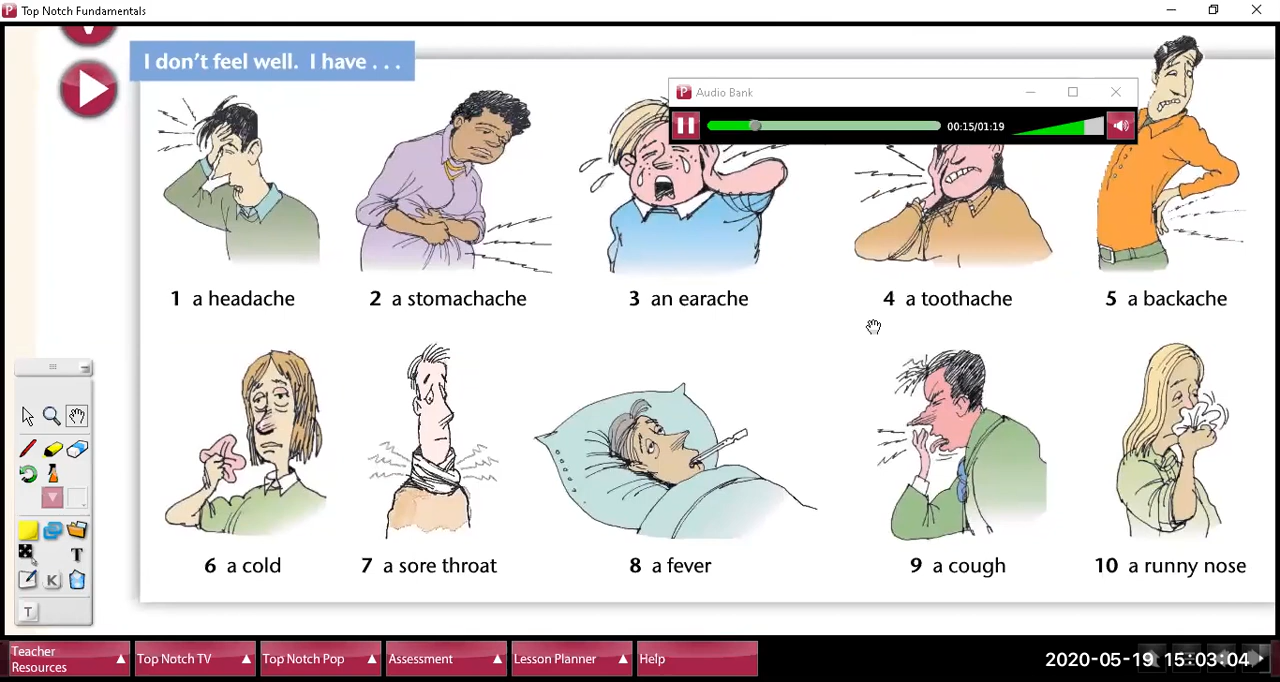 Top Notch Fundamentals
I don't feel well. I have . . .
Audio Bank
00:15/01:19
1 a headache
2 a stomachache
3 an earache
4 a toothache
5 a backache
6 a cold
7 a sore throat
8 a fever
9 a cough
10 a runny nose
T
K
T
Teacher
Resources
Top Notch TV
Top Notch Pop
Assessment
Lesson Planner
Help
2020-05-19 15:03:04